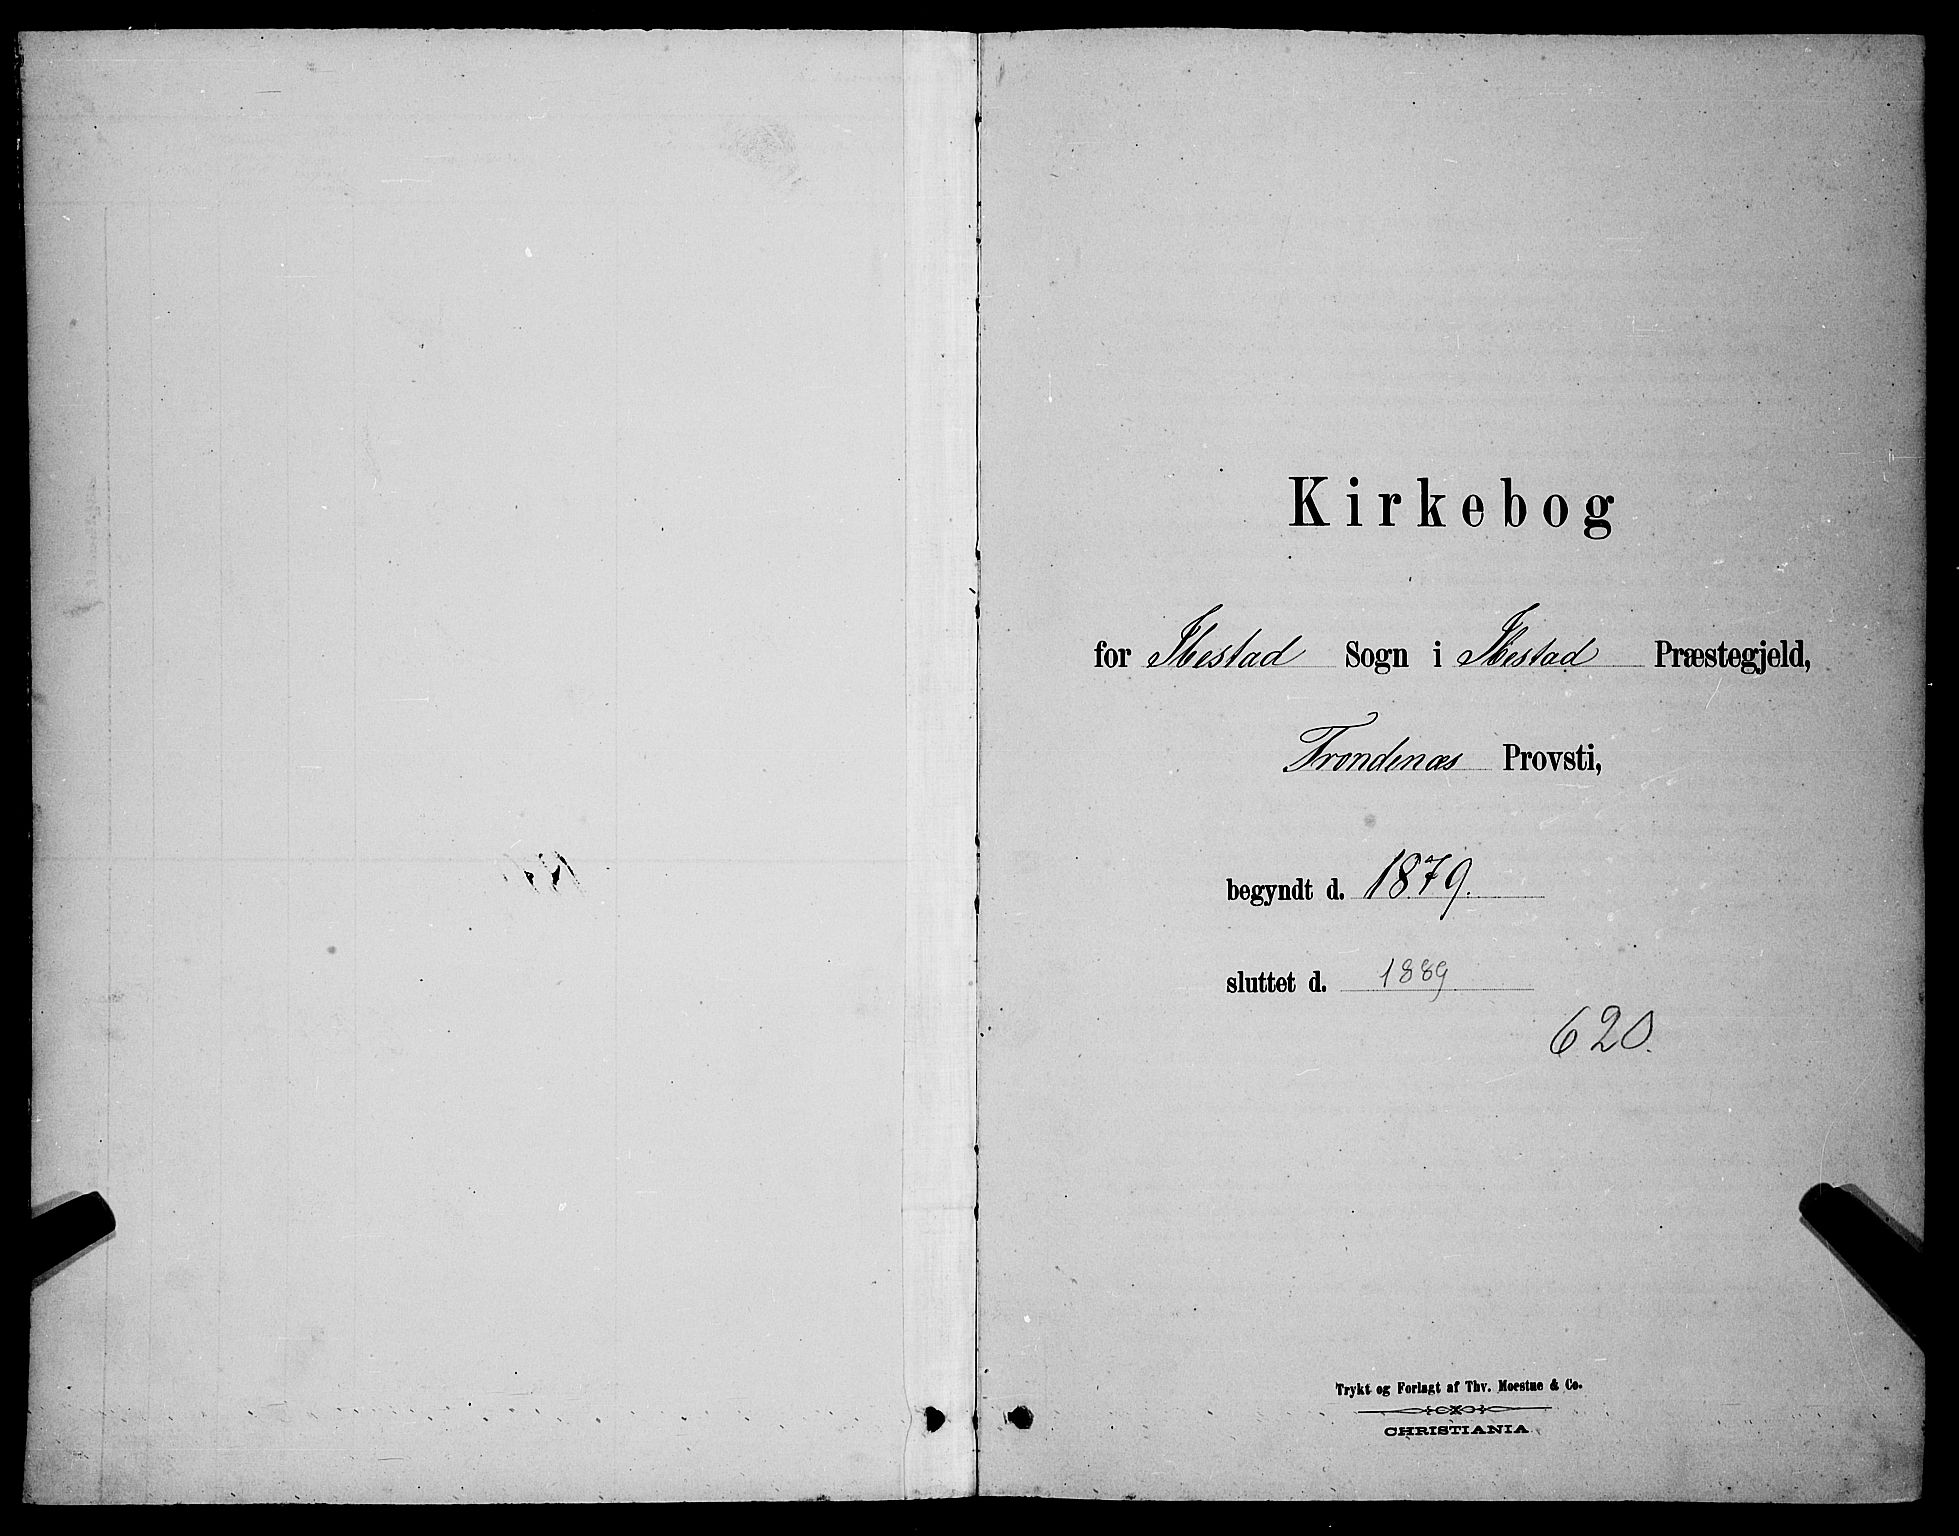 Kirkebog
for Ibestad Sogn i Ibestad Præstegjeld,
Trondenæs Provsti,
begyndt d. 1879.
sluttet d. 1889
620.
Trykt og Forlagt af Thv. Moestue & Co.
CHRISTIANIA